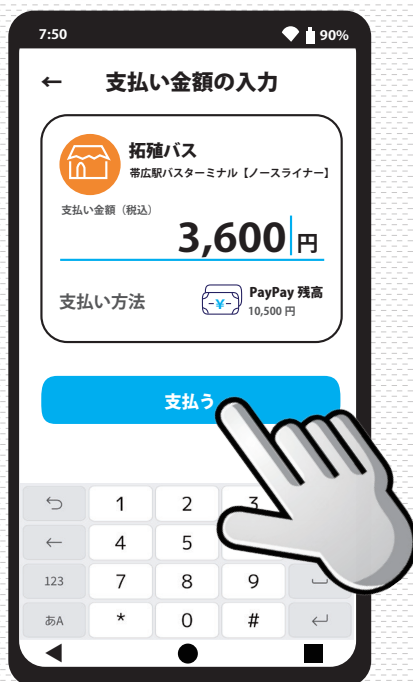 7:50 90%
← 支払い金額の入力
拓殖バス
帯広駅バスターミナル【ノースライナー】
支払い金額（税込）
3,600 円
支払い方法
¥
PayPay 残高
10,500 円
支払う
1 2 3
← 4 5
123 7 8 9
あA * 0 #